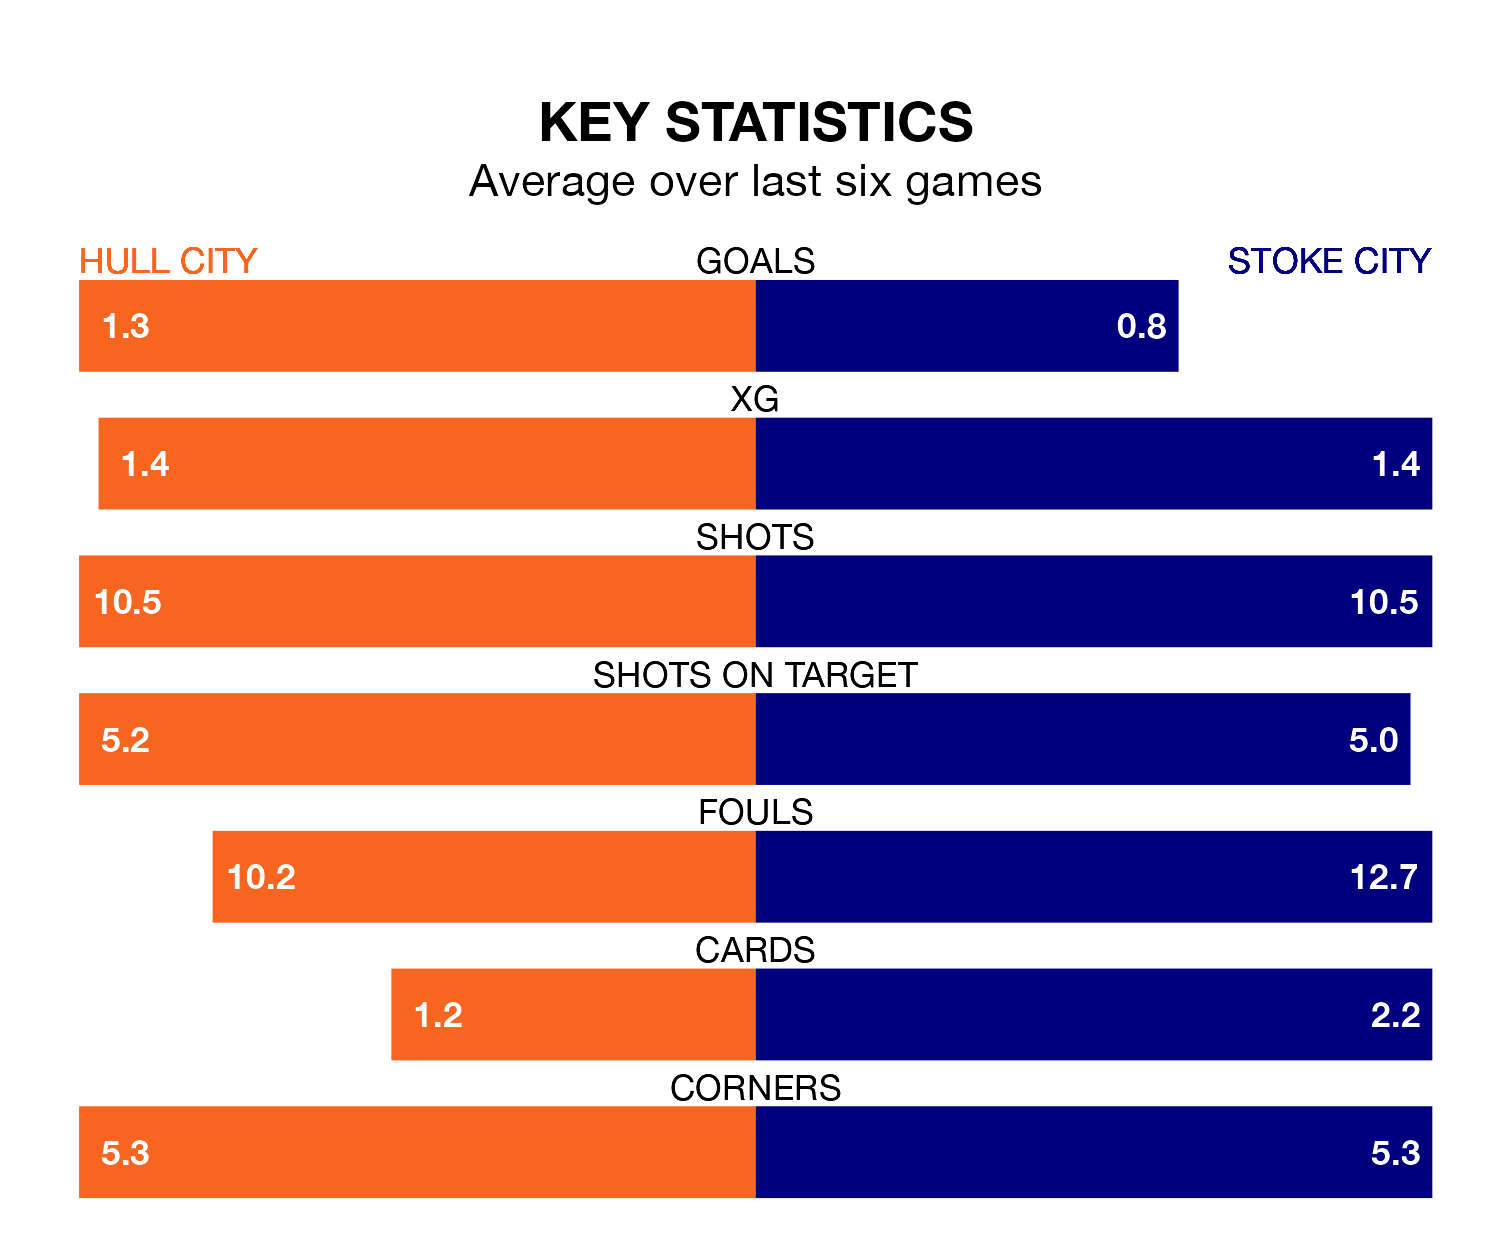 KEY STATISTICS
Average over last six games
HULL CITY GOALS STOKE CITY
1.3 0.8
XG
1.4 1.4
SHOTS
10.5 10.5
SHOTS ON TARGET
5.2 5.0
FOULS
10.2 12.7
CARDS
1.2 2.2
CORNERS
5.3 5.3